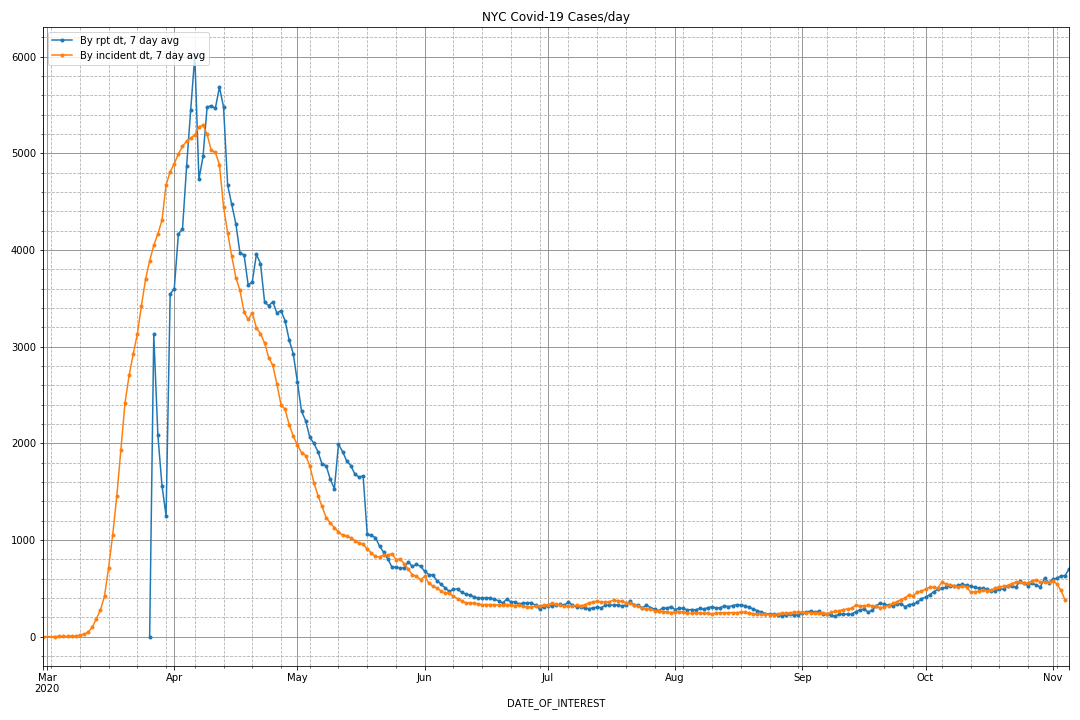 NYC Covid-19 Cases/day
By rpt dt, 7 day avg
By incident dt, 7 day avg
6000
5000
4000
3000
2000
1000
0
Mar Apr May Jun Jul Aug Sep Oct Nov
2020
DATE_OF_INTEREST